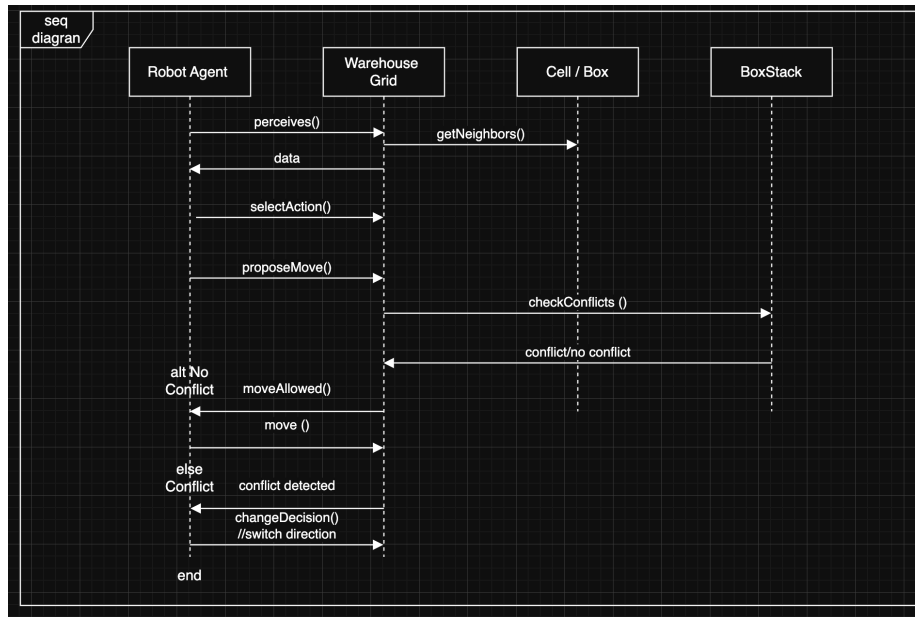 seq
diagran
Robot Agent
Warehouse
Grid
Cell / Box
BoxStack
perceives()
getNeighbors()
data
selectAction()
proposeMove()
checkConflicts ()
conflict/no conflict
alt No
Conflict
moveAllowed()
move ()
else
Conflict
conflict detected
changeDecision()
//switch direction
end